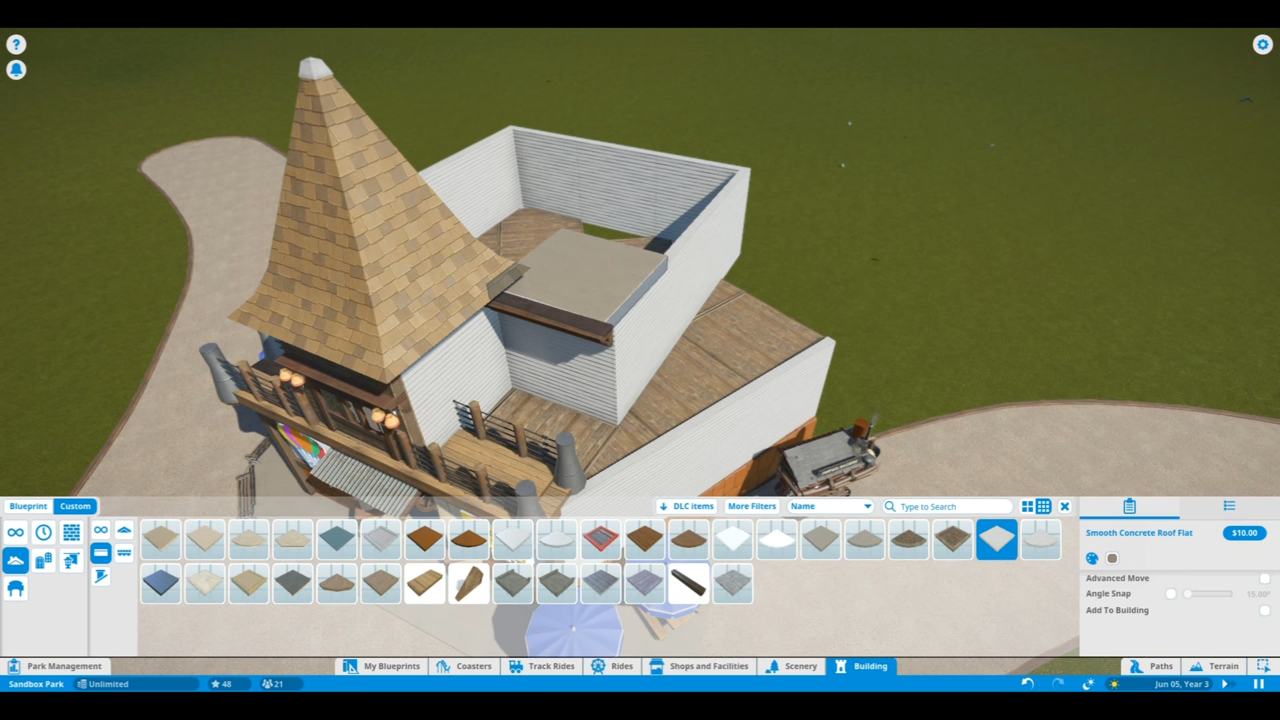 ?
Blueprint
Custom
DLC items
More Filters
Name
Type to Search
Smooth Concrete Roof Flat
$10.00
Advanced Move
Angle Snap
15.00°
Add To Building
Park Management
My Blueprints
Coasters
Track Rides
Rides
Shops and Facilities
Scenery
Building
Paths
Terrain
Sandbox Park
Unlimited
48
21
Jun 05, Year 3